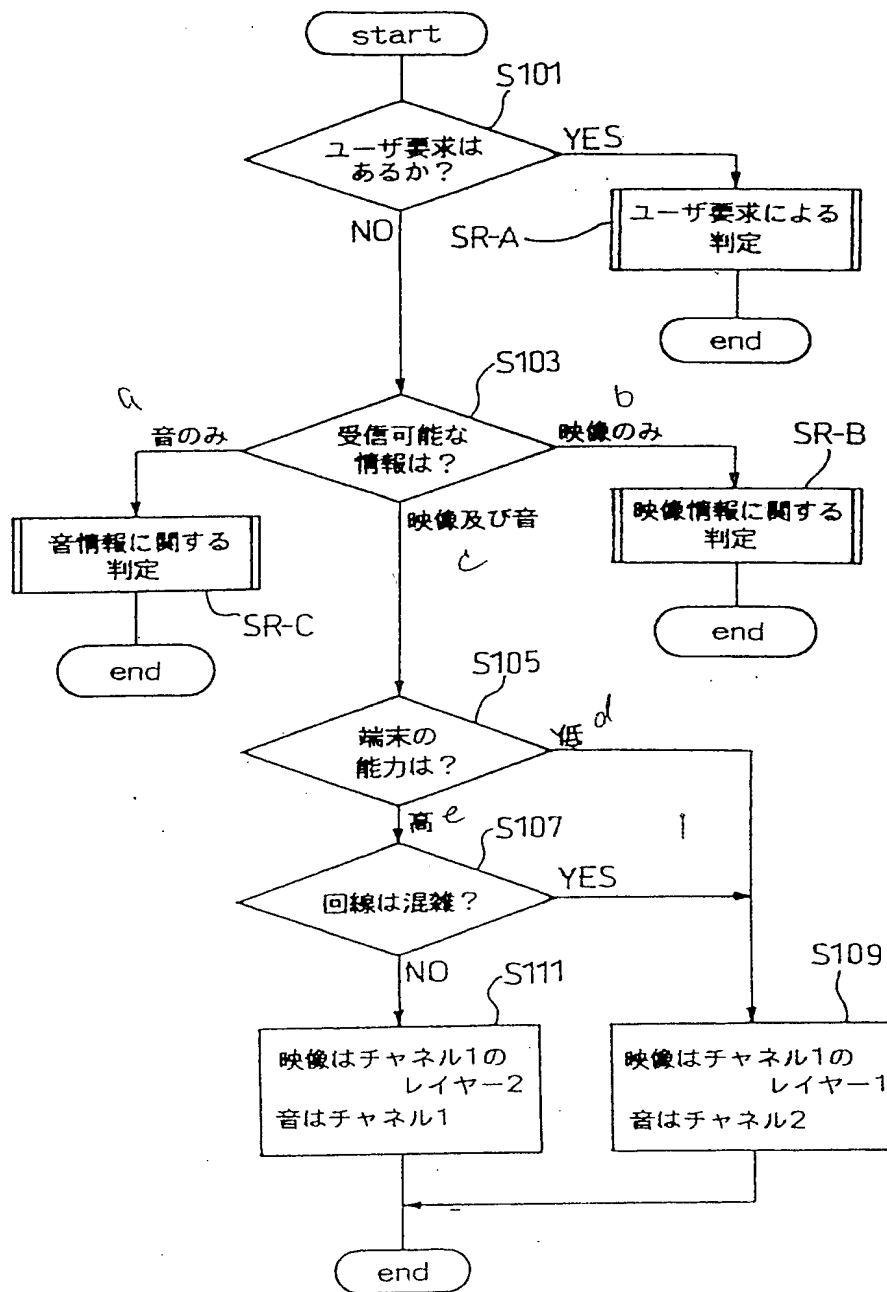 start
S101
ユーザ要求は
あるか？
YES
NO
SR-A
ユーザ要求による
判定
end
S103
a
音のみ
受信可能な
情報は？
b
映像のみ
SR-B
音情報に関する
判定
SR-C
end
映像及び音
c
映像情報に関する
判定
end
S105
端末の
能力は？
低
d
高
e
S107
回線は混雑？
YES
NO
S111
映像はチャネル1の
レイヤー2
音はチャネル1
S109
映像はチャネル1の
レイヤー1
音はチャネル2
end